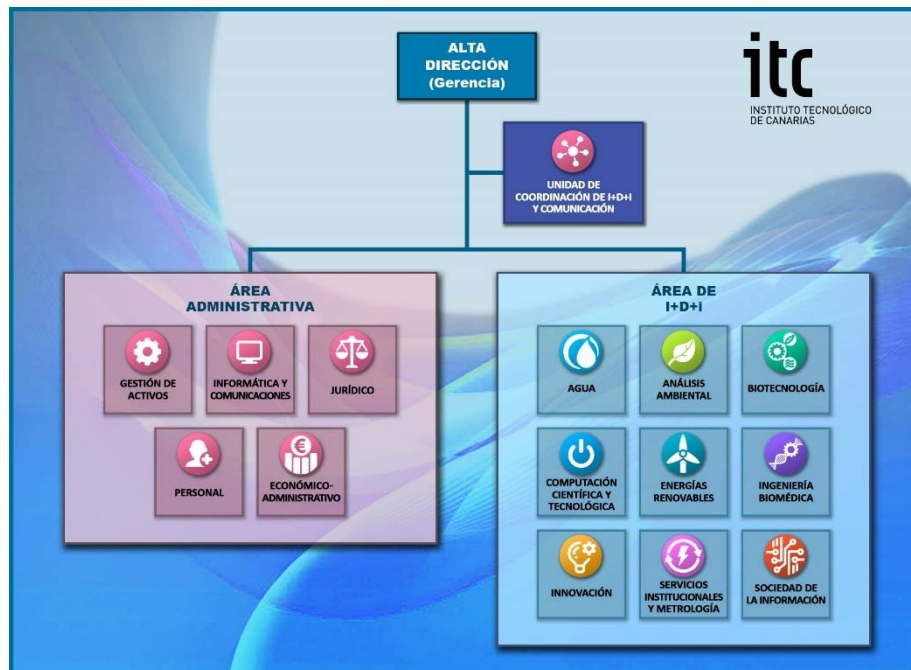 ALTA
DIRECCIÓN
(Gerencia)
itc
INSTITUTO TECNOLÓGICO
DE CANARIAS
UNIDAD DE
COORDINACIÓN DE I+D+i
Y COMUNICACIÓN
ÁREA
ADMINISTRATIVA
GESTIÓN DE
ACTIVOS
INFORMÁTICA Y
COMUNICACIONES
JURÍDICO
PERSONAL
€
ECONÓMICO-
ADMINISTRATIVO
ÁREA DE
I+D+i
AGUA
ANÁLISIS
AMBIENTAL
BIOTECNOLOGÍA
COMPUTACIÓN
CIENTÍFICA Y
TECNOLÓGICA
ENERGÍAS
RENOVABLES
INGENIERÍA
BIOMÉDICA
INNOVACIÓN
SERVICIOS
INSTITUCIONALES
Y METROLOGÍA
SOCIEDAD DE
LA INFORMACIÓN